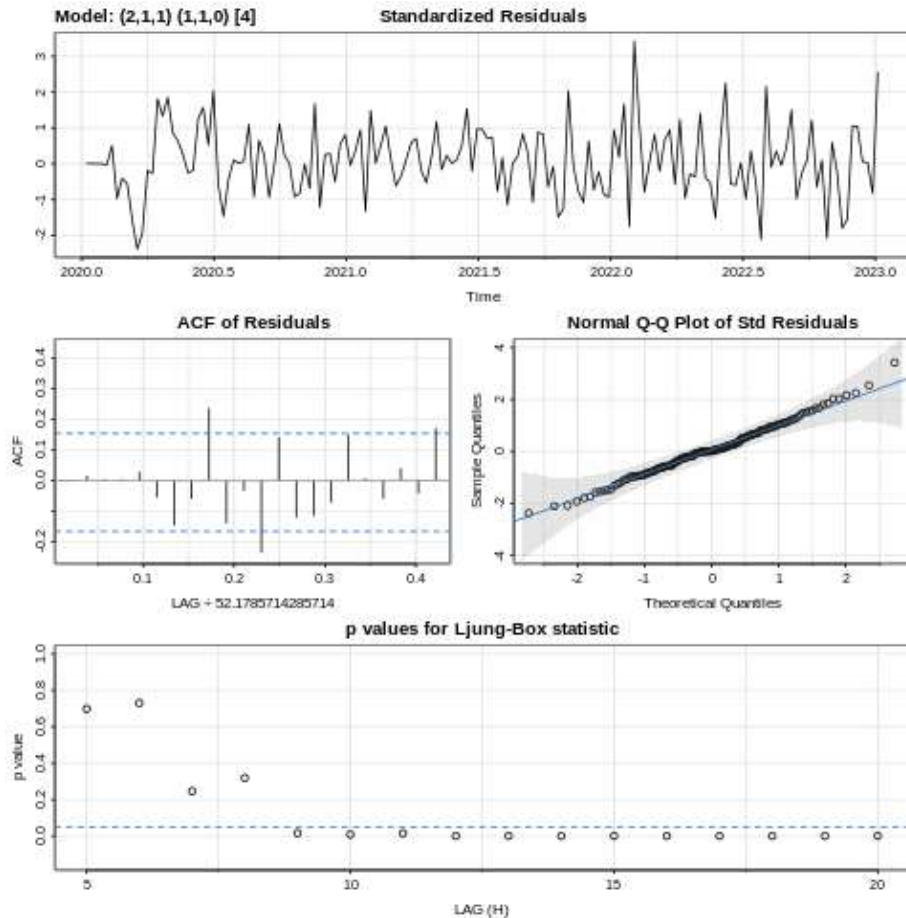 Model: (2,1,1) (1,1,0) [4] Standardized Residuals
3
2
1
0
-1
-2
2020.0 2020.5 2021.0 2021.5 2022.0 2022.5 2023.0
Time
ACF of Residuals
ACF
0.4
0.3
0.2
0.1
0.0
-0.2
0.1 0.2 0.3 0.4
LAG ÷ 52.1785714285714
Normal Q-Q Plot of Std Residuals
Sample Quantiles
4
2
0
-2
-4
-2 -1 0 1 2
Theoretical Quantiles
p values for Ljung-Box statistic
p value
1.0
0.8
0.6
0.4
0.2
0.0
5 10 15 20
LAG (H)